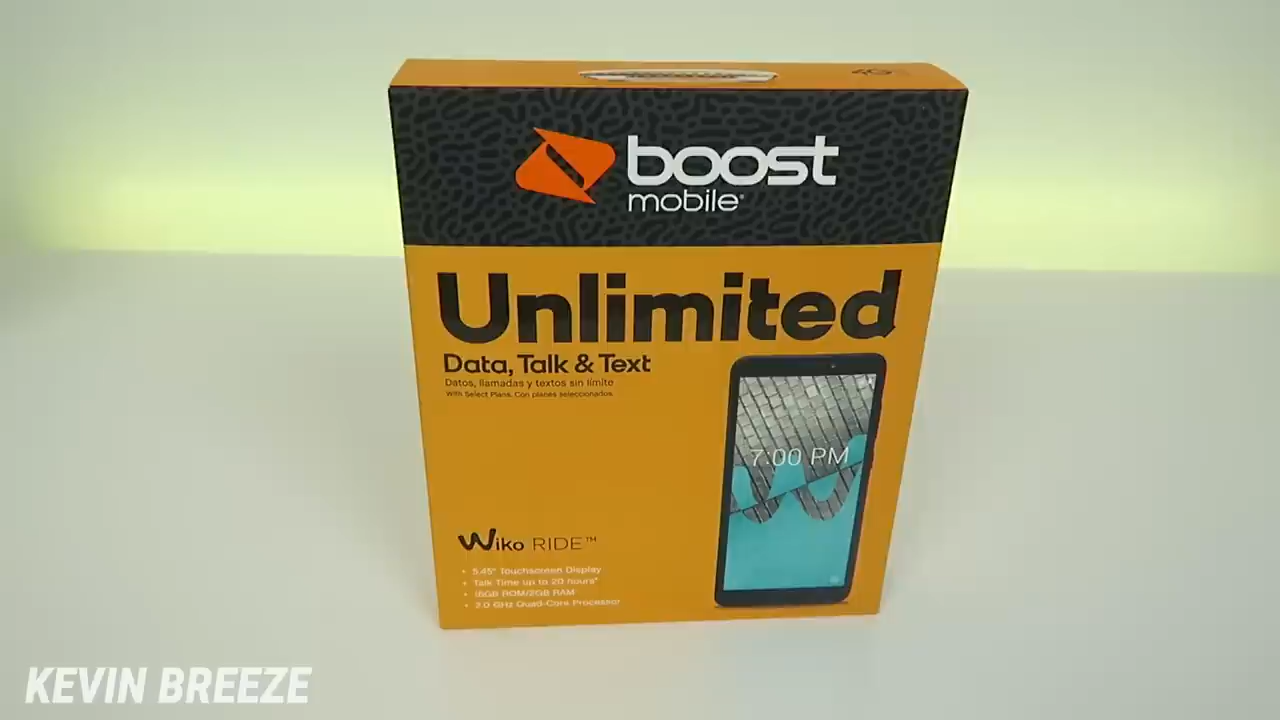 boost
mobile®
Unlimited
Data, Talk & Text
Datos, llamadas y textos sin límite
With Select Plans. Con planes seleccionados.
7:00 PM
Wiko RIDE™
• 5.45" Touchscreen Display
• Talk Time up to 20 hours*
• 16GB ROM/2GB RAM
• 2.0 GHz Quad-Core Processor
KEVIN BREEZE